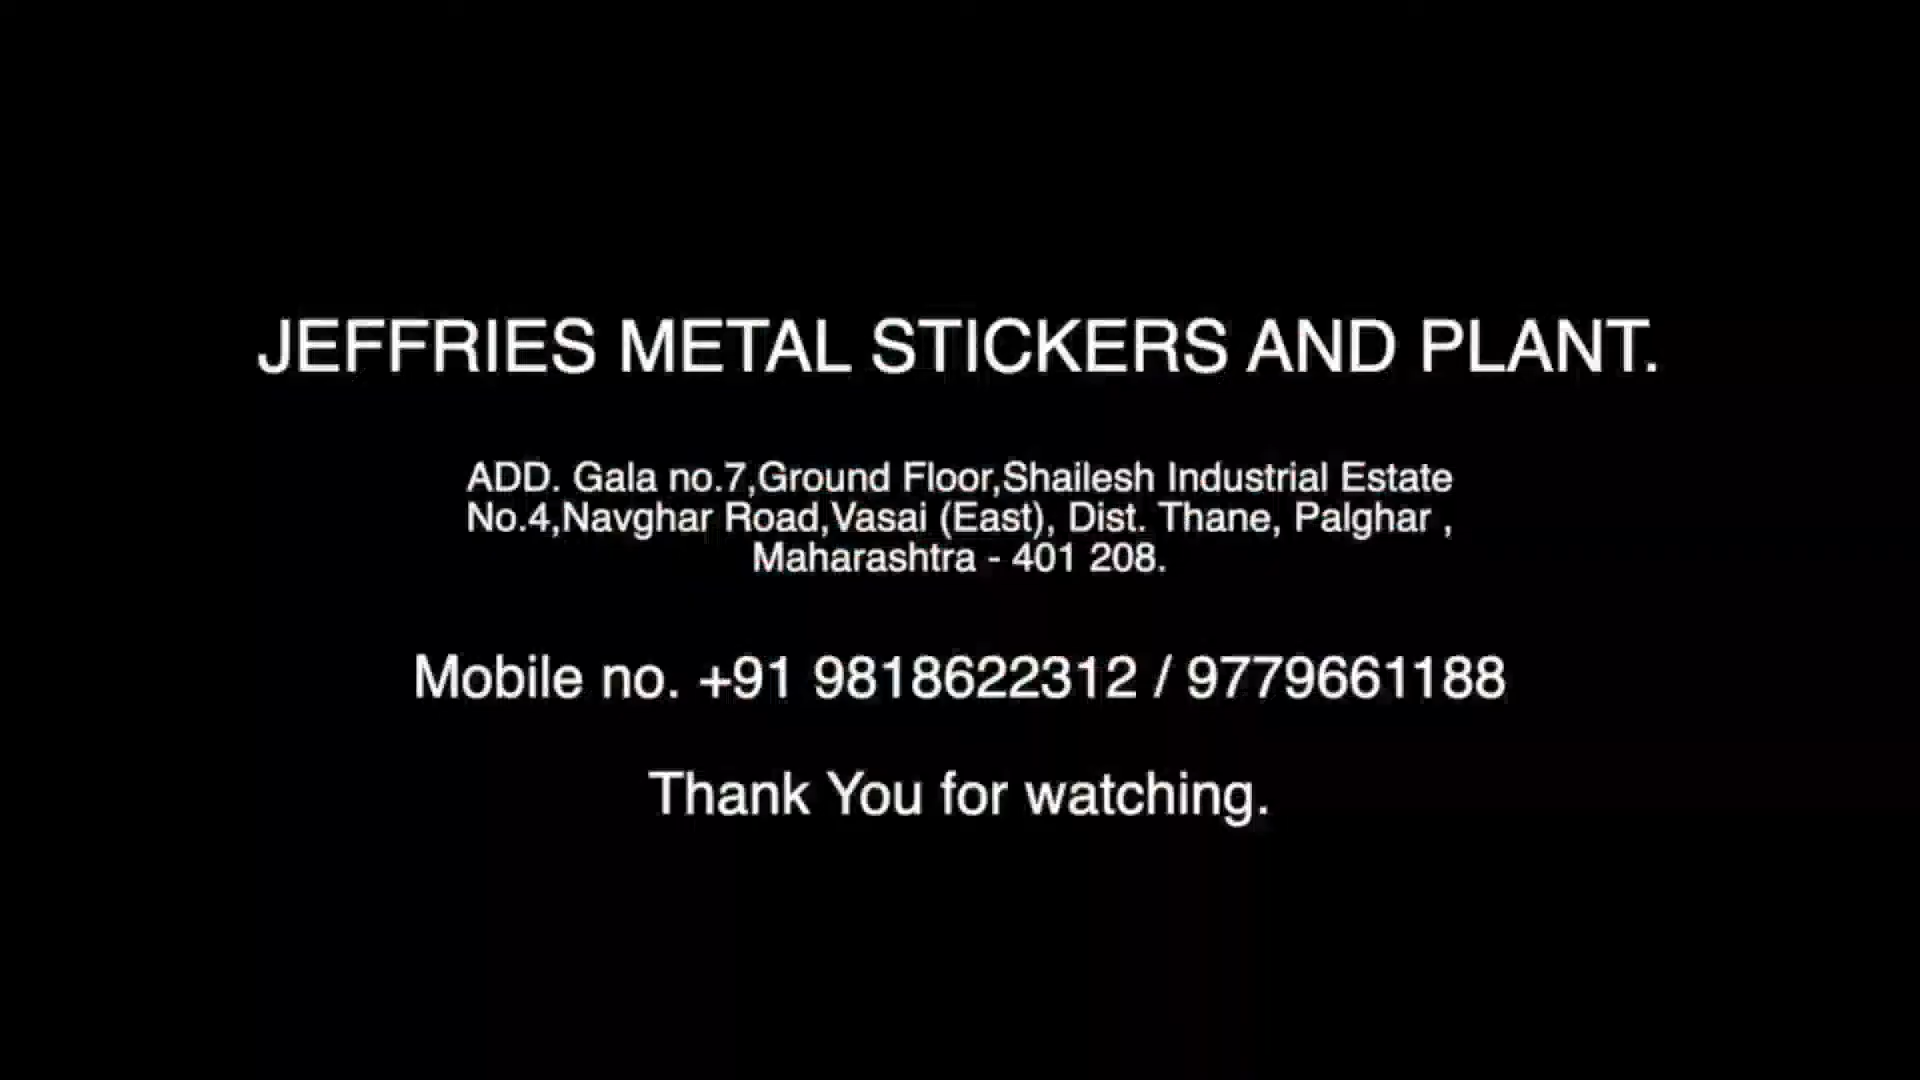 JEFFRIES METAL STICKERS AND PLANT.
ADD. Gala no.7,Ground Floor,Shailesh Industrial Estate
No.4,Navghar Road,Vasai (East), Dist. Thane, Palghar ,
Maharashtra - 401 208.
Mobile no. +91 9818622312 / 9779661188
Thank You for watching.